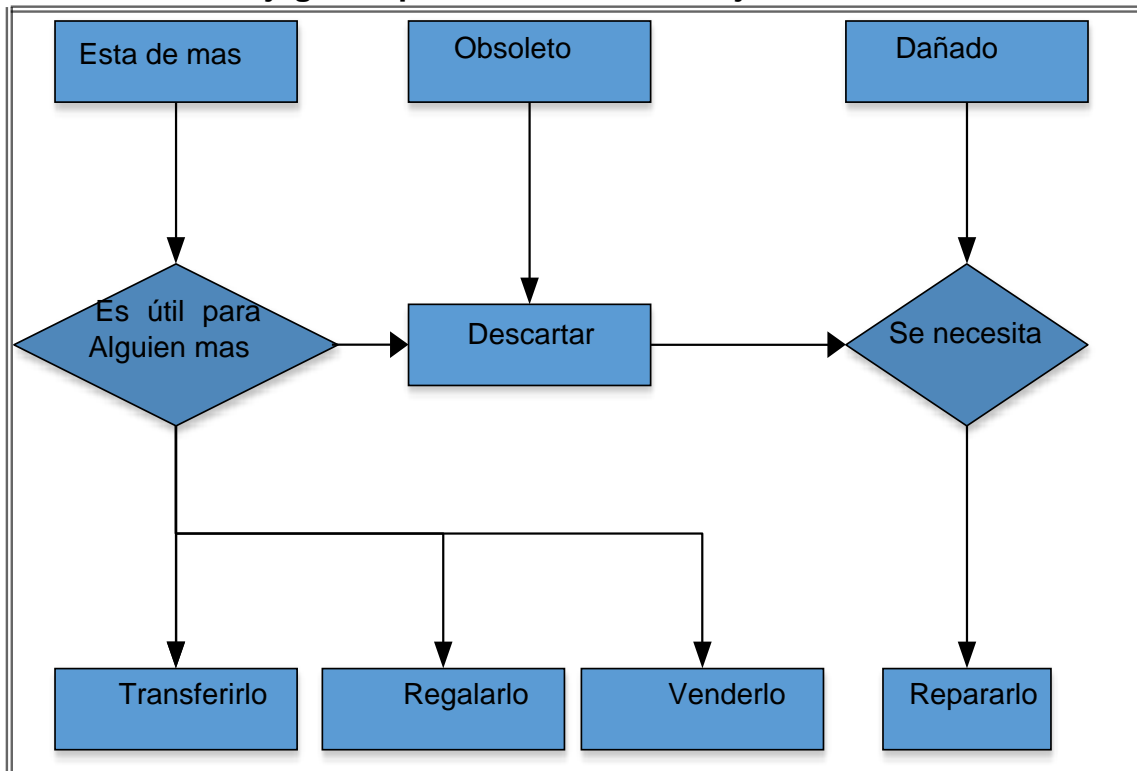 Esta de mas
Obsoleto
Dañado
Es útil para
Alguien mas
Descartar
Se necesita
Transferirlo
Regalarlo
Venderlo
Repararlo